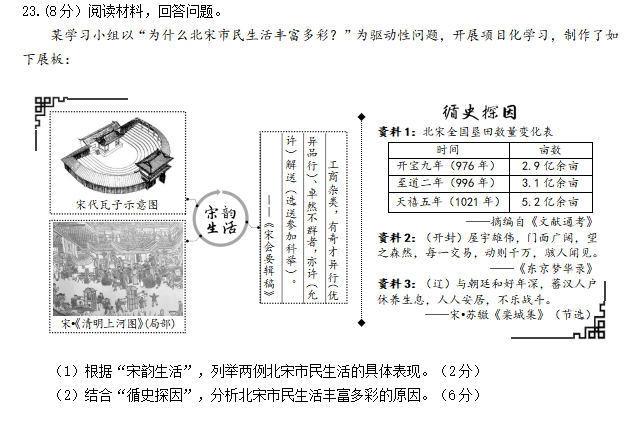 23.(8分）阅读材料，回答问题。
某学习小组以“为什么北宋市民生活丰富多彩？”为驱动性问题，开展项目化学习，制作了如
下展板：
宋代瓦子示意图
宋•《清明上河图》(局部)
宋韵
生活
工商杂类，有奇才异行（优
异品行）、卓然不群者，亦许（允
许）解送（选送参加科举）。
——《宋会要辑稿》
循史探因
资料1：北宋全国垦田数量变化表
时间 亩数
开宝九年（976年） 2.9亿余亩
至道二年（996年） 3.1亿余亩
天禧五年（1021年） 5.2亿余亩
——摘编自《文献通考》
资料2：（开封）屋宇雄伟，门面广阔，望
之森然，每一交易，动则千万，骇人闻见。
——《东京梦华录》
资料3：（辽）与朝廷和好年深，蕃汉人户
休养生息，人人安居，不乐战斗。
——宋•苏辙《栾城集》（节选）
（1）根据“宋韵生活”，列举两例北宋市民生活的具体表现。（2分）
（2）结合“循史探因”，分析北宋市民生活丰富多彩的原因。（6分）